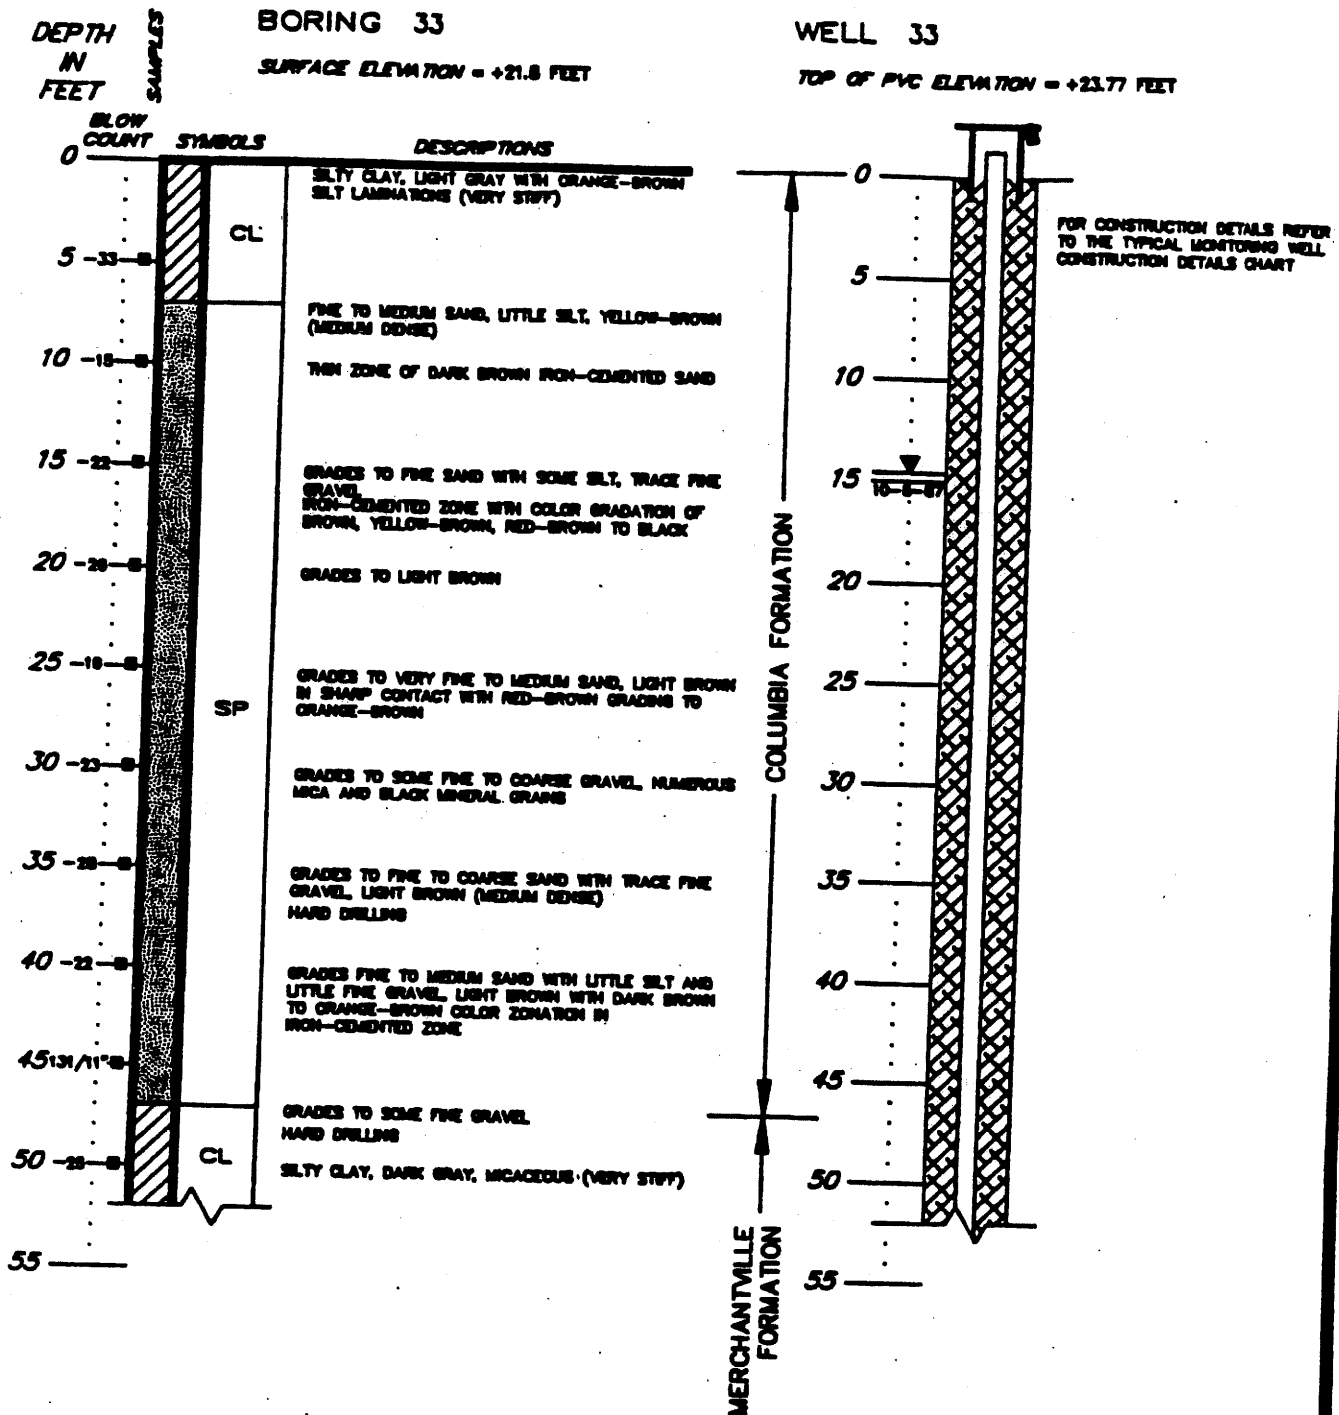 BORING 33
SURFACE ELEVATION = +21.8 FEET
DEPTH
IN
FEET
SAMPLES
BLOW
COUNT
SYMBOLS
DESCRIPTIONS
0
SILTY CLAY, LIGHT GRAY WITH ORANGE-BROWN
SILT LAMINATIONS (VERY STIFF)
CL
5 -33
FINE TO MEDIUM SAND, LITTLE SILT, YELLOW-BROWN
(MEDIUM DENSE)
10
THIN ZONE OF DARK BROWN IRON-CEMENTED SAND
15 -22
GRADES TO FINE SAND WITH SOME SILT, TRACE FINE
GRAVEL
IRON-CEMENTED ZONE WITH COLOR GRADATION OF
BROWN, YELLOW-BROWN, RED-BROWN TO BLACK
20
GRADES TO LIGHT BROWN
25
GRADES TO VERY FINE TO MEDIUM SAND, LIGHT BROWN
IN SHARP CONTACT WITH RED-BROWN GRADING TO
ORANGE-BROWN
SP
30 -23
GRADES TO SOME FINE TO COARSE GRAVEL, NUMEROUS
MICA AND BLACK MINERAL GRAINS
35
GRADES TO FINE TO COARSE SAND WITH TRACE FINE
GRAVEL, LIGHT BROWN (MEDIUM DENSE)
HARD DRILLING
40 -22
GRADES FINE TO MEDIUM SAND WITH LITTLE SILT AND
LITTLE FINE GRAVEL, LIGHT BROWN WITH DARK BROWN
TO ORANGE-BROWN COLOR ZONATION IN
IRON-CEMENTED ZONE
45 131/11"
GRADES TO SOME FINE GRAVEL
HARD DRILLING
50
CL
SILTY CLAY, DARK GRAY, MICACEOUS (VERY STIFF)
55
COLUMBIA FORMATION
MERCHANTVILLE
FORMATION
WELL 33
TOP OF PVC ELEVATION = +23.77 FEET
0
FOR CONSTRUCTION DETAILS REFER
TO THE TYPICAL MONITORING WELL
CONSTRUCTION DETAILS CHART
5
10
15
20
25
30
35
40
45
50
55